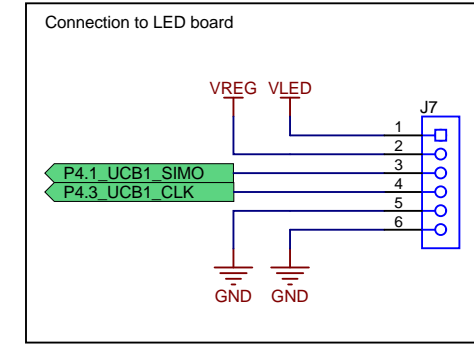 Connection to LED board
VREG VLED
J7
1
2
P4.1_UCB1_SIMO 3
P4.3_UCB1_CLK 4
5
6
GND GND